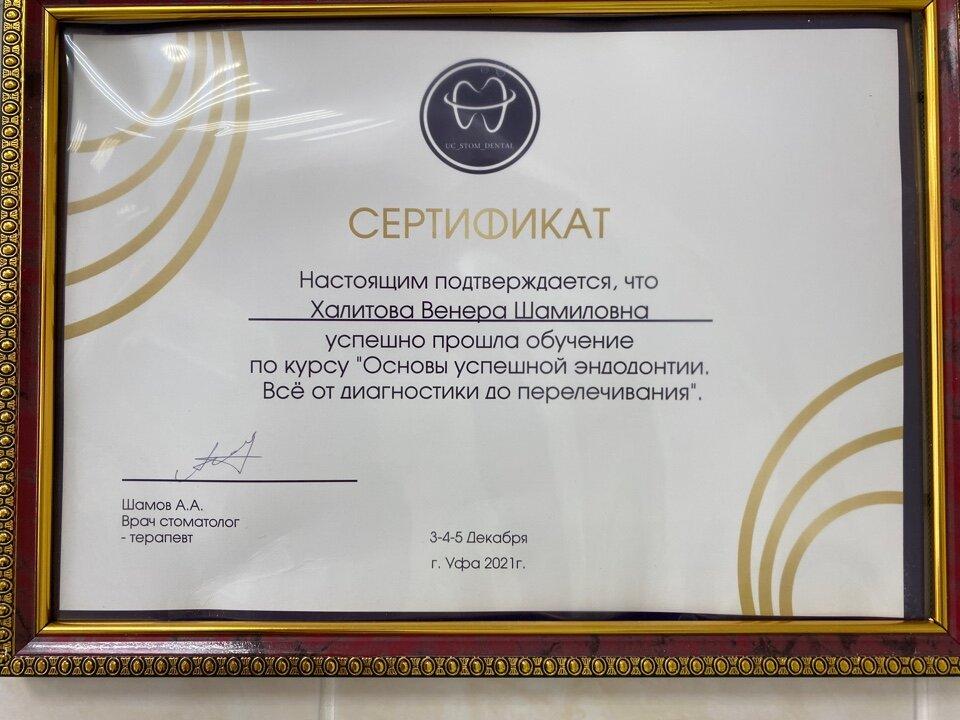 UC_STOM_DENTAL
СЕРТИФИКАТ
Настоящим подтверждается, что
Халитова Венера Шамиловна
успешно прошла обучение
по курсу "Основы успешной эндодонтии.
Всё от диагностики до перелечивания".
Шамов А.А.
Врач стоматолог
- терапевт
3-4-5 Декабря
г. Уфа 2021г.